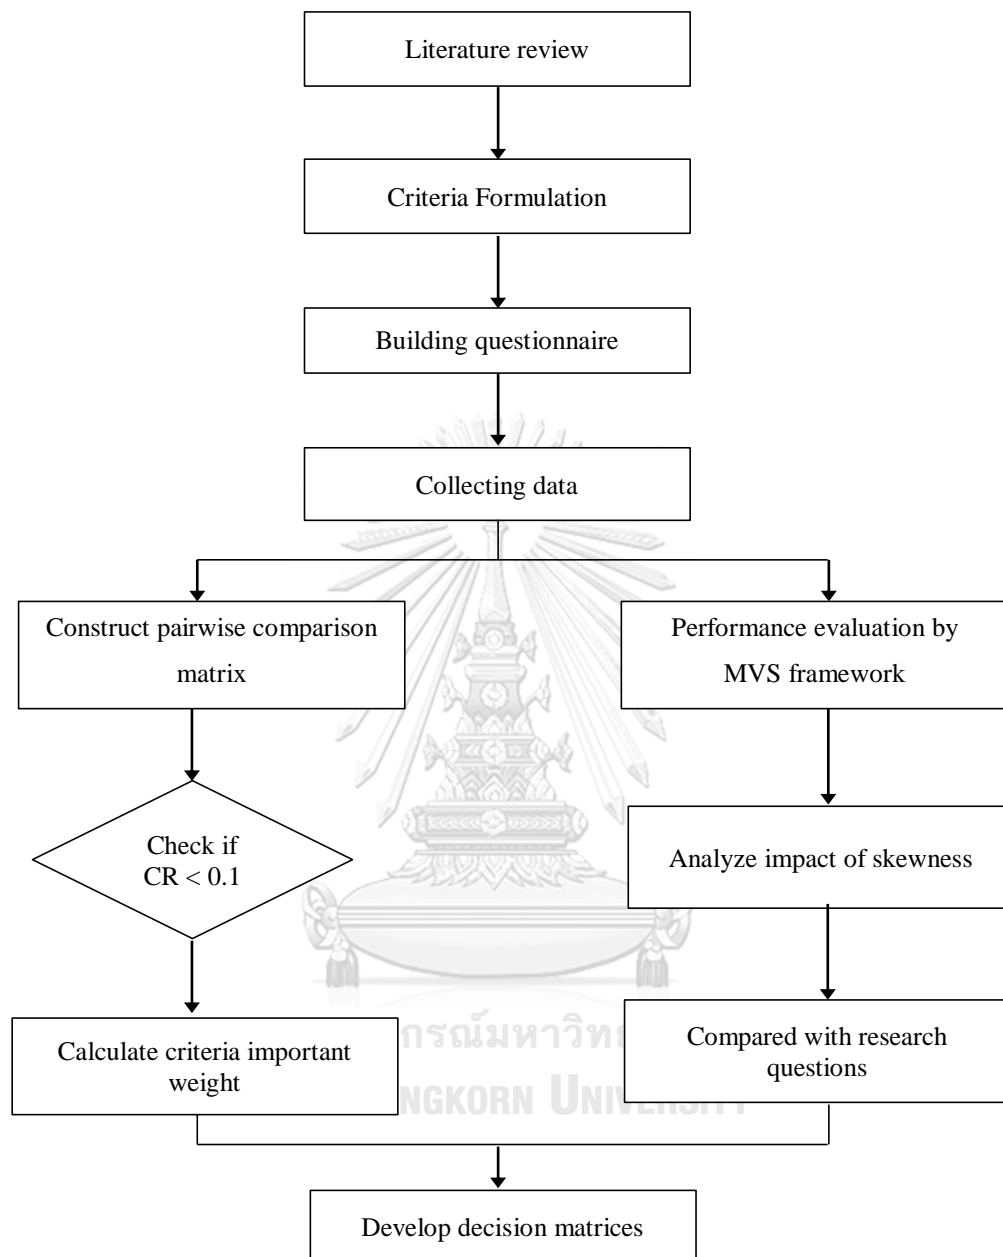 Literature review
Criteria Formulation
Building questionnaire
Collecting data
Construct pairwise comparison
matrix
Check if
CR < 0.1
Calculate criteria important
weight
Performance evaluation by
MVS framework
Analyze impact of skewness
Compared with research
questions
Develop decision matrices